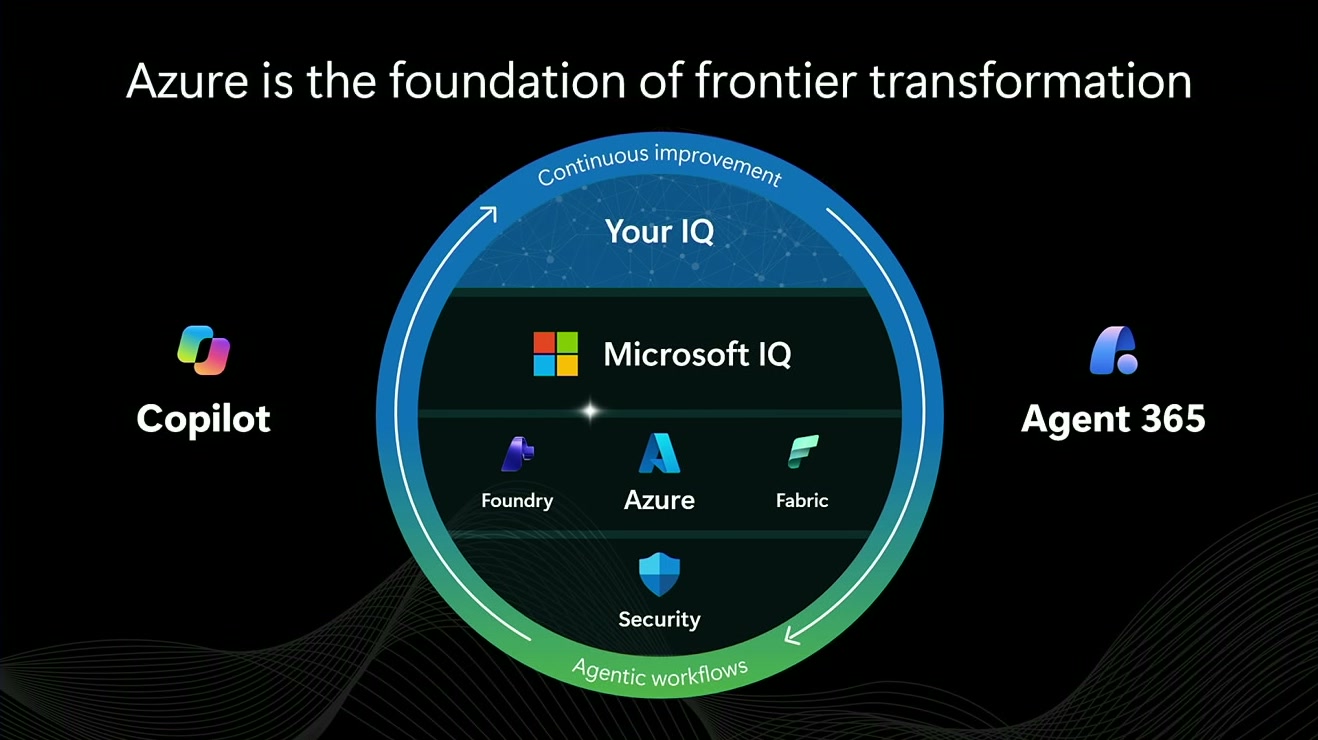 Azure is the foundation of frontier transformation
Continuous improvement
Your IQ
Microsoft IQ
Copilot
Agent 365
Foundry
Azure
Fabric
Security
Agentic workflows